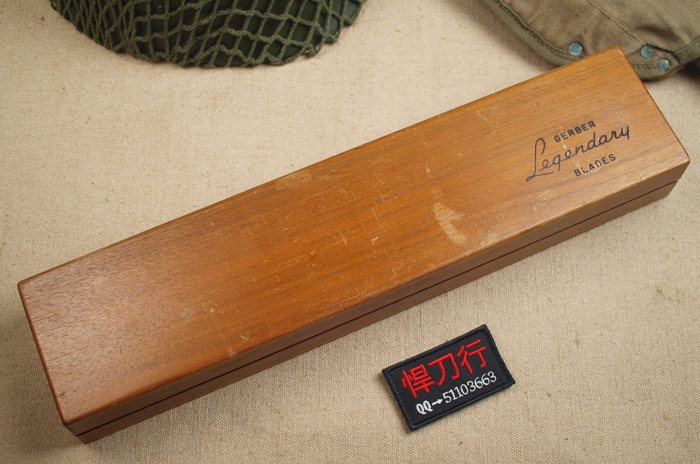 GERBER
Legendary
BLADES
悍刀行
QQ→51103663